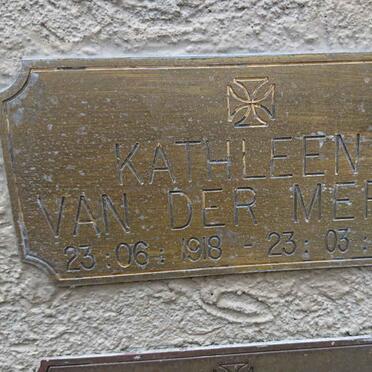 KATHLEEN
VAN DER
23 : 06 : 1918 - 23 : 03 :